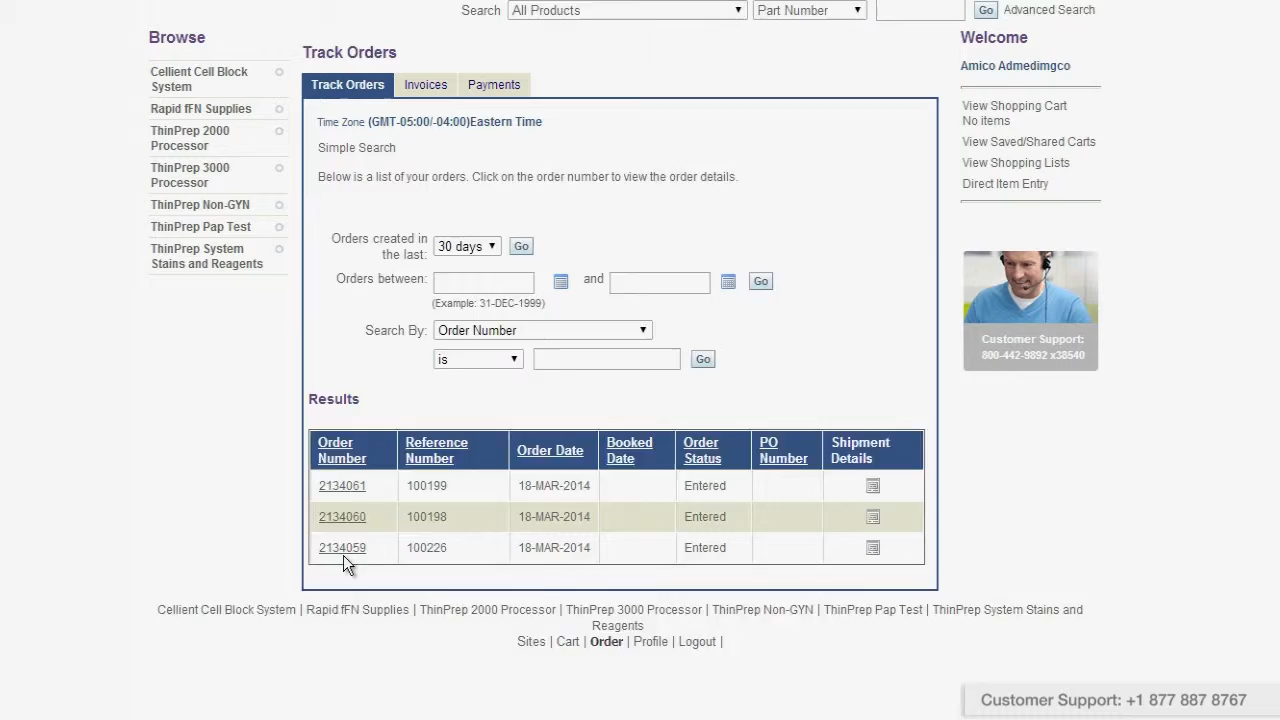 Search All Products Part Number Go Advanced Search
Browse
Cellient Cell Block
System
Rapid fFN Supplies
ThinPrep 2000
Processor
ThinPrep 3000
Processor
ThinPrep Non-GYN
ThinPrep Pap Test
ThinPrep System
Stains and Reagents
Track Orders
Track Orders Invoices Payments
Time Zone (GMT-05:00/-04:00)Eastern Time
Simple Search
Below is a list of your orders. Click on the order number to view the order details.
Orders created in
the last: 30 days Go
Orders between: and Go
(Example: 31-DEC-1999)
Search By: Order Number
is Go
Results
Order Number Reference Number Order Date Booked Date Order Status PO Number Shipment Details
2134061 100199 18-MAR-2014 Entered
2134060 100198 18-MAR-2014 Entered
2134059 100226 18-MAR-2014 Entered
Welcome
Amico Admedimgco
View Shopping Cart
No items
View Saved/Shared Carts
View Shopping Lists
Direct Item Entry
Customer Support:
800-442-9892 x38540
Cellient Cell Block System | Rapid fFN Supplies | ThinPrep 2000 Processor | ThinPrep 3000 Processor | ThinPrep Non-GYN | ThinPrep Pap Test | ThinPrep System Stains and
Reagents
Sites | Cart | Order | Profile | Logout |
Customer Support: +1 877 887 8767